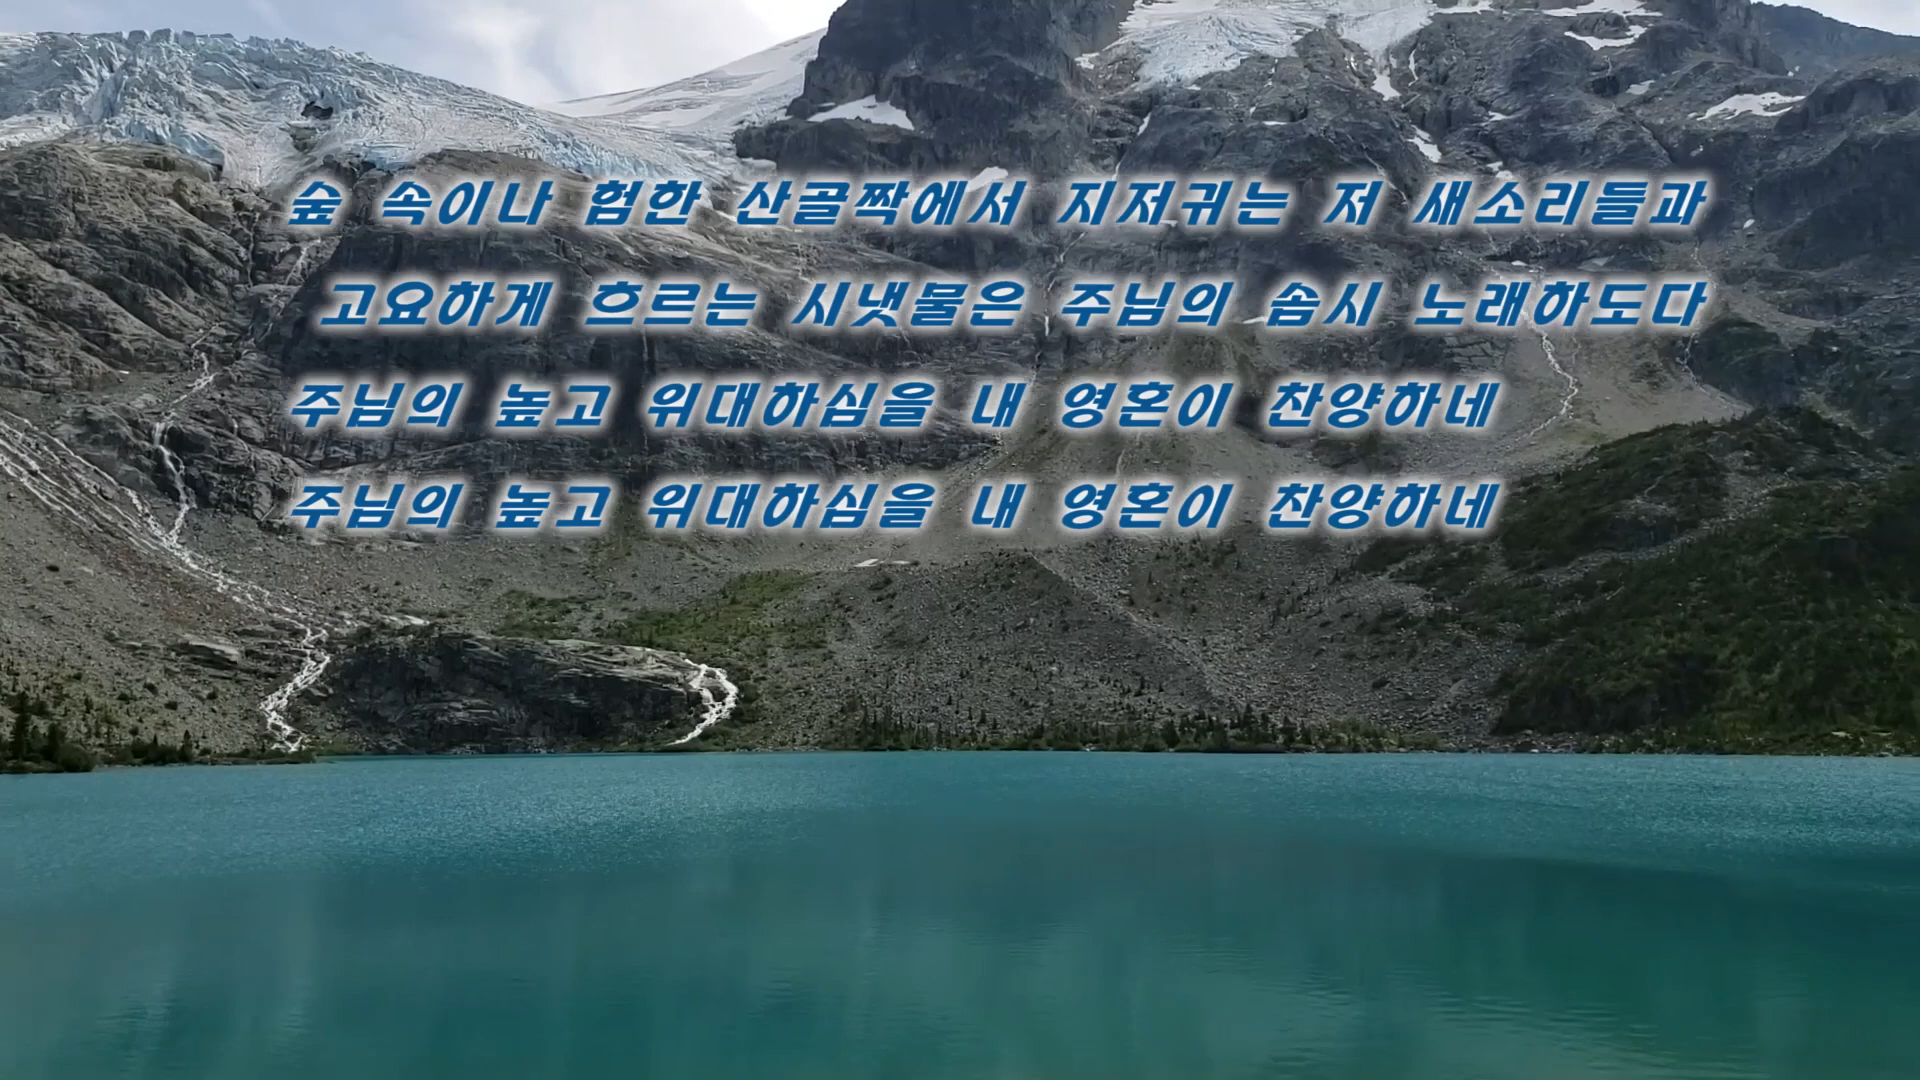 숲 속이나 험한 산골짝에서 지저귀는 저 새소리들과
고요하게 흐르는 시냇물은 주님의 솜시 노래하도다
주님의 높고 위대하심을 내 영혼이 찬양하네
주님의 높고 위대하심을 내 영혼이 찬양하네